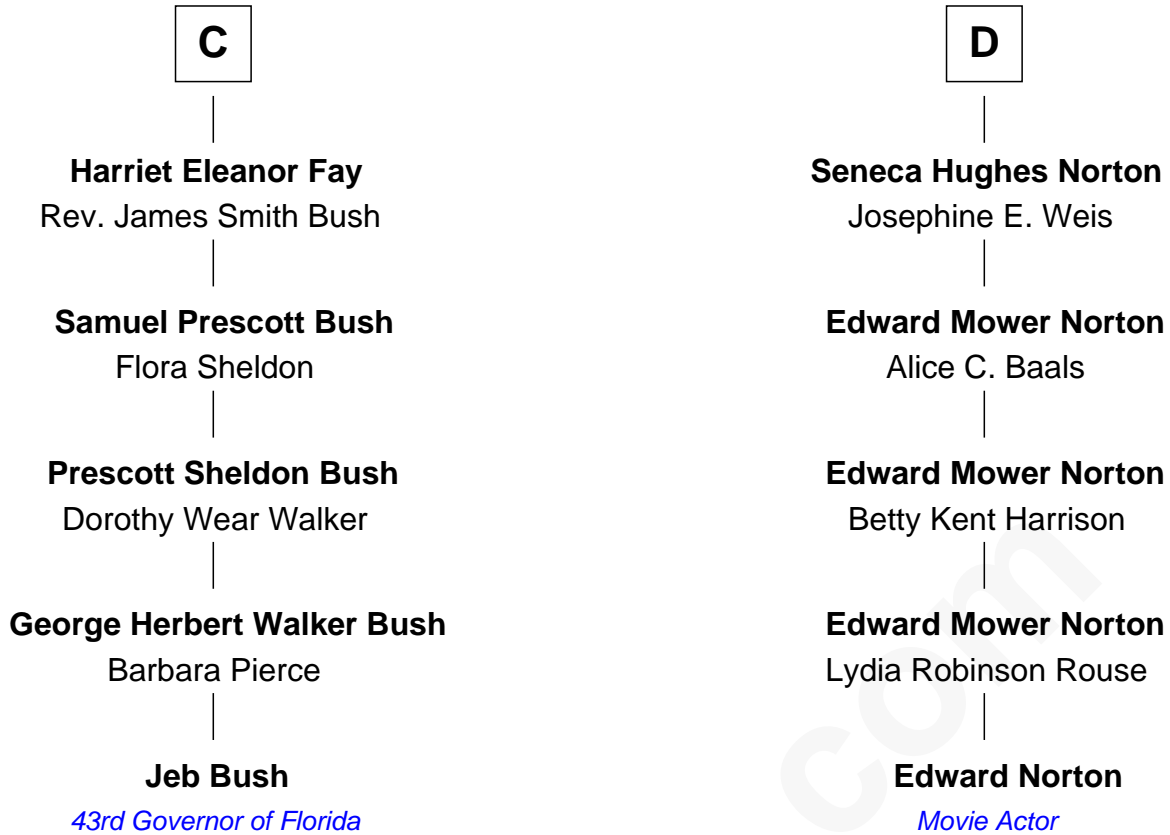 C
Harriet Eleanor Fay
Rev. James Smith Bush
Samuel Prescott Bush
Flora Sheldon
Prescott Sheldon Bush
Dorothy Wear Walker
George Herbert Walker Bush
Barbara Pierce
Jeb Bush
43rd Governor of Florida
D
Seneca Hughes Norton
Josephine E. Weis
Edward Mower Norton
Alice C. Baals
Edward Mower Norton
Betty Kent Harrison
Edward Mower Norton
Lydia Robinson Rouse
Edward Norton
Movie Actor
com